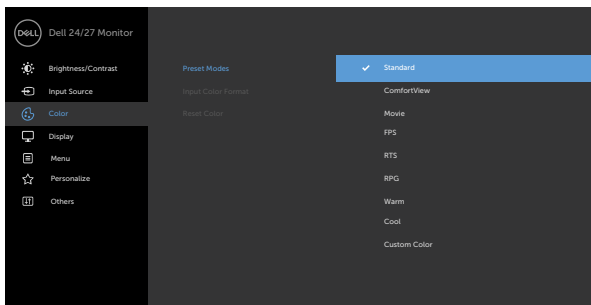 DELL Dell 24/27 Monitor
Brightness/Contrast
Input Source
Color
Display
Menu
Personalize
Others
Preset Modes
Input Color Format
Reset Color
Standard
ComfortView
Movie
FPS
RTS
RPG
Warm
Cool
Custom Color